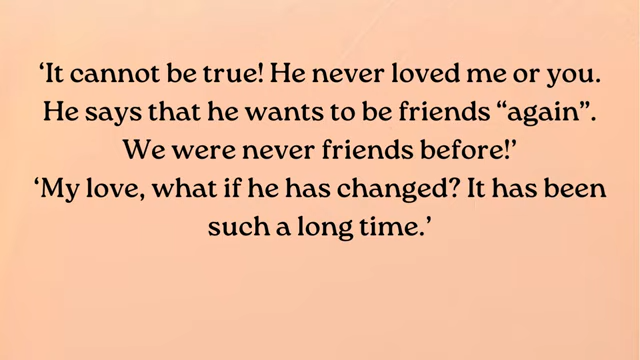 ‘It cannot be true! He never loved me or you.
He says that he wants to be friends “again”.
We were never friends before!’
‘My love, what if he has changed? It has been
such a long time.’